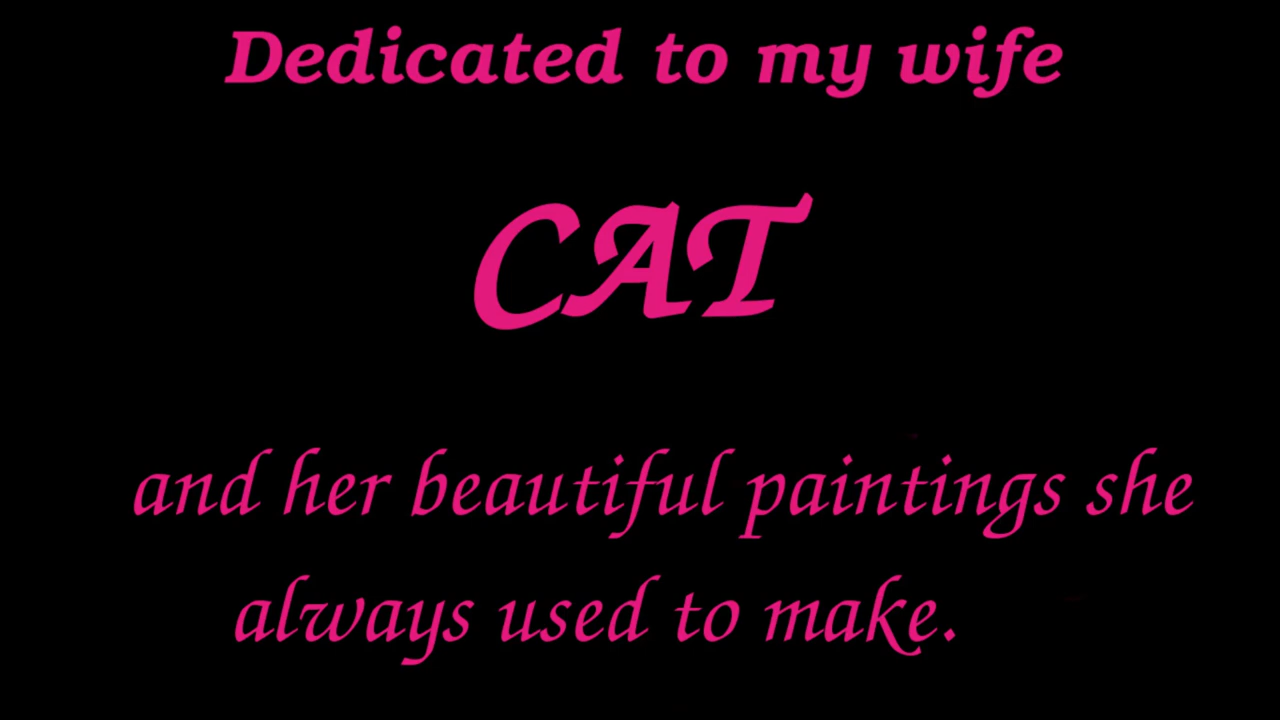 Dedicated to my wife
CAT
and her beautiful paintings she
always used to make.